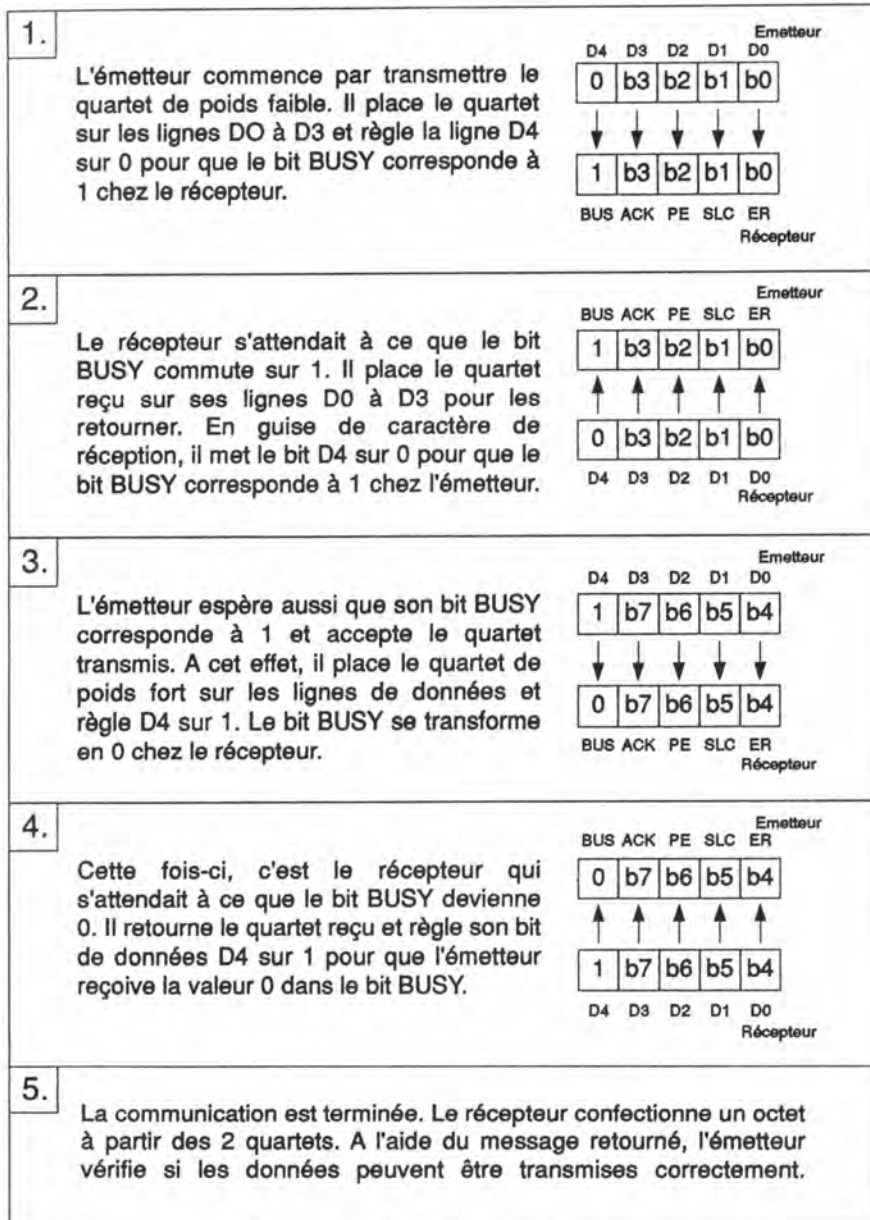 1.
L'émetteur commence par transmettre le
quartet de poids faible. Il place le quartet
sur les lignes DO à D3 et règle la ligne D4
sur 0 pour que le bit BUSY corresponde à
1 chez le récepteur.
Emetteur
D4 D3 D2 D1 D0
0 b3 b2 b1 b0
1 b3 b2 b1 b0
BUS ACK PE SLC ER
Récepteur
2.
Le récepteur s'attendait à ce que le bit
BUSY commute sur 1. Il place le quartet
reçu sur ses lignes D0 à D3 pour les
retourner. En guise de caractère de
réception, il met le bit D4 sur 0 pour que le
bit BUSY corresponde à 1 chez l'émetteur.
Emetteur
BUS ACK PE SLC ER
1 b3 b2 b1 b0
0 b3 b2 b1 b0
D4 D3 D2 D1 D0
Récepteur
3.
L'émetteur espère aussi que son bit BUSY
corresponde à 1 et accepte le quartet
transmis. A cet effet, il place le quartet de
poids fort sur les lignes de données et
règle D4 sur 1. Le bit BUSY se transforme
en 0 chez le récepteur.
Emetteur
D4 D3 D2 D1 D0
1 b7 b6 b5 b4
0 b7 b6 b5 b4
BUS ACK PE SLC ER
Récepteur
4.
Cette fois-ci, c'est le récepteur qui
s'attendait à ce que le bit BUSY devienne
0. Il retourne le quartet reçu et règle son bit
de données D4 sur 1 pour que l'émetteur
reçoive la valeur 0 dans le bit BUSY.
Emetteur
BUS ACK PE SLC ER
0 b7 b6 b5 b4
1 b7 b6 b5 b4
D4 D3 D2 D1 D0
Récepteur
5.
La communication est terminée. Le récepteur confectionne un octet
à partir des 2 quartets. A l'aide du message retourné, l'émetteur
vérifie si les données peuvent être transmises correctement.